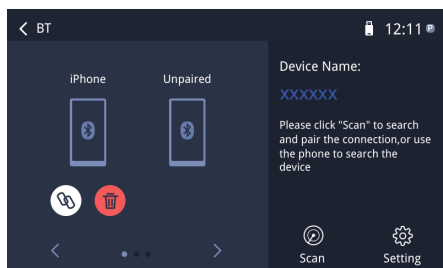 BT
12:11 P
iPhone
Unpaired
Device Name:
XXXXXX
Please click "Scan" to search
and pair the connection,or use
the phone to search the
device
Scan
Setting